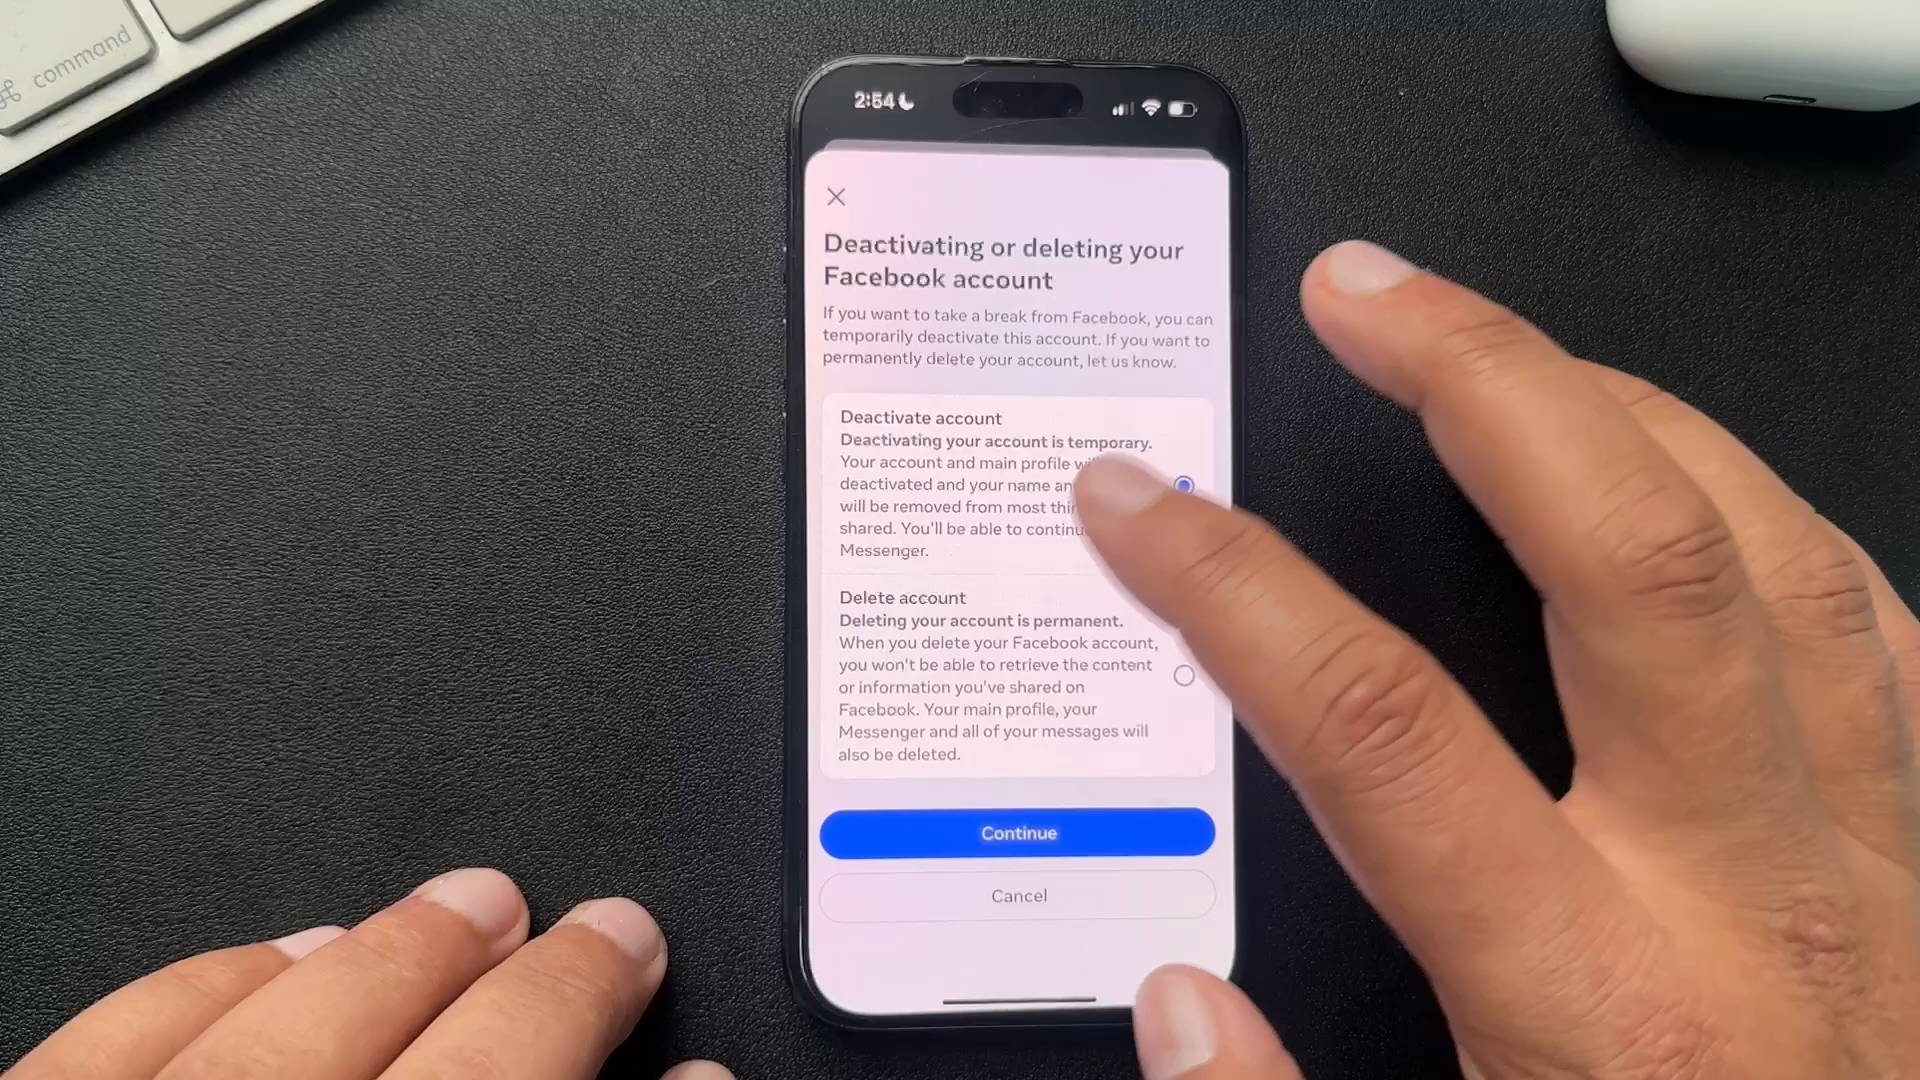 ⌘ command
2:54
Deactivating or deleting your
Facebook account
If you want to take a break from Facebook, you can
temporarily deactivate this account. If you want to
permanently delete your account, let us know.
Deactivate account
Deactivating your account is temporary.
Your account and main profile
deactivated and your name
will be removed from most
shared. You'll be able to
Messenger.
Delete account
Deleting your account is permanent.
When you delete your Facebook account,
you won't be able to retrieve the content
or information you've shared on
Facebook. Your main profile, your
Messenger and all of your messages will
also be deleted.
Continue
Cancel